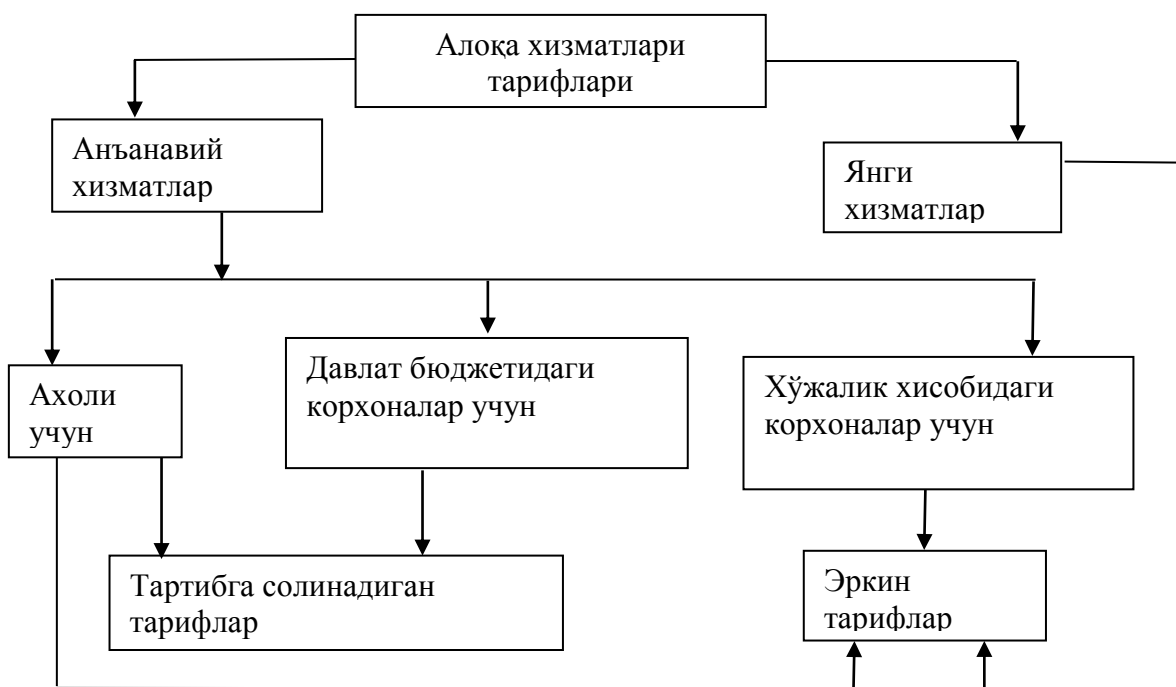 Алоқа хизматлари
тарифлари
Анъанавий
хизматлар
Янги
хизматлар
Ахоли
учун
Давлат бюджетидаги
корхоналар учун
Хўжалик хисобидаги
корхоналар учун
Тартибга солинадиган
тарифлар
Эркин
тарифлар